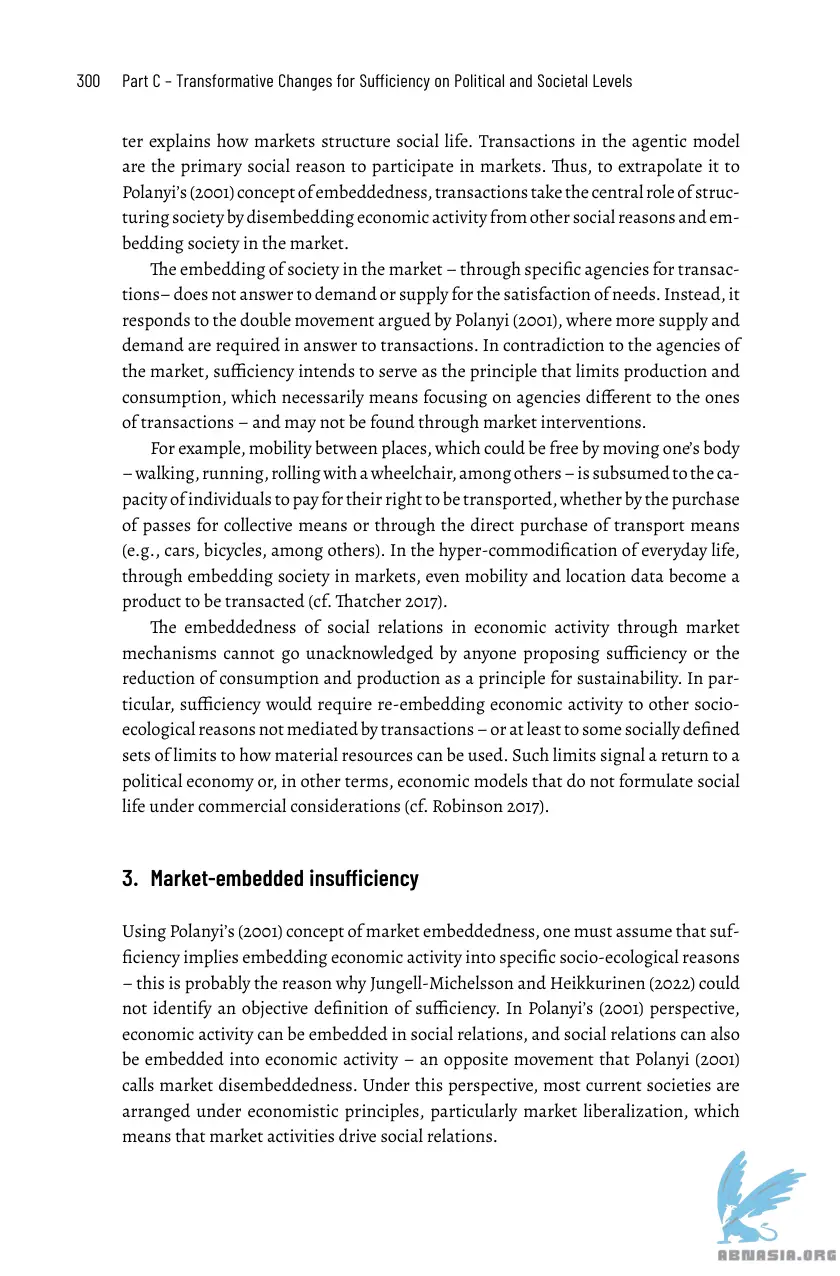 300 Part C – Transformative Changes for Sufficiency on Political and Societal Levels
ter explains how markets structure social life. Transactions in the agentic model
are the primary social reason to participate in markets. Thus, to extrapolate it to
Polanyi’s (2001) concept of embeddedness, transactions take the central role of struc-
turing society by disembedding economic activity from other social reasons and em-
bedding society in the market.
The embedding of society in the market – through specific agencies for transac-
tions– does not answer to demand or supply for the satisfaction of needs. Instead, it
responds to the double movement argued by Polanyi (2001), where more supply and
demand are required in answer to transactions. In contradiction to the agencies of
the market, sufficiency intends to serve as the principle that limits production and
consumption, which necessarily means focusing on agencies different to the ones
of transactions – and may not be found through market interventions.
For example, mobility between places, which could be free by moving one’s body
– walking, running, rolling with a wheelchair, among others – is subsumed to the ca-
pacity of individuals to pay for their right to be transported, whether by the purchase
of passes for collective means or through the direct purchase of transport means
(e.g., cars, bicycles, among others). In the hyper-commodification of everyday life,
through embedding society in markets, even mobility and location data become a
product to be transacted (cf. Thatcher 2017).
The embeddedness of social relations in economic activity through market
mechanisms cannot go unacknowledged by anyone proposing sufficiency or the
reduction of consumption and production as a principle for sustainability. In par-
ticular, sufficiency would require re-embedding economic activity to other socio-
ecological reasons not mediated by transactions – or at least to some socially defined
sets of limits to how material resources can be used. Such limits signal a return to a
political economy or, in other terms, economic models that do not formulate social
life under commercial considerations (cf. Robinson 2017).
3. Market-embedded insufficiency
Using Polanyi’s (2001) concept of market embeddedness, one must assume that suf-
ficiency implies embedding economic activity into specific socio-ecological reasons
– this is probably the reason why Jungell-Michelsson and Heikkurinen (2022) could
not identify an objective definition of sufficiency. In Polanyi’s (2001) perspective,
economic activity can be embedded in social relations, and social relations can also
be embedded into economic activity – an opposite movement that Polanyi (2001)
calls market disembeddedness. Under this perspective, most current societies are
arranged under economistic principles, particularly market liberalization, which
means that market activities drive social relations.
ABNASIA.ORG